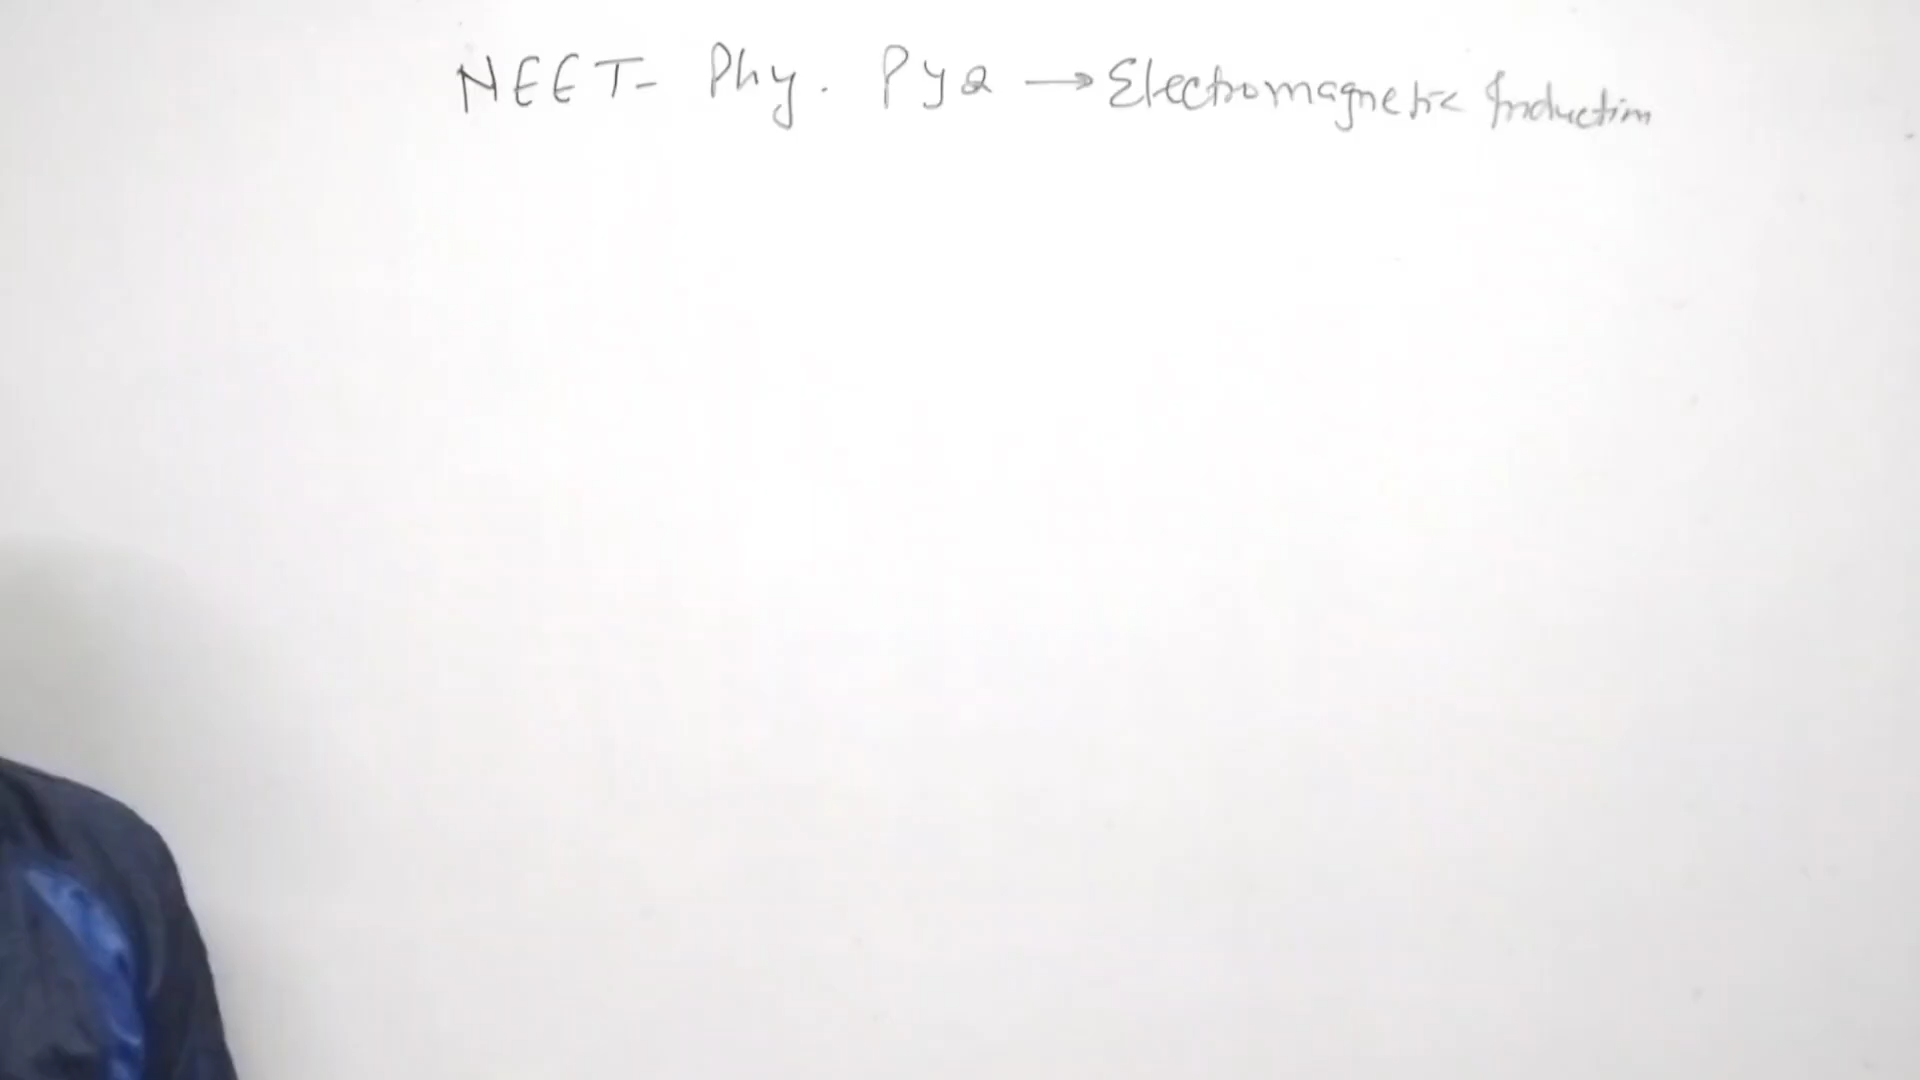 NEET- Phy. PYQ → Electromagnetic Induction